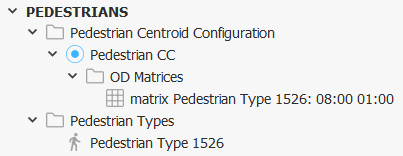 PEDESTRIANS
Pedestrian Centroid Configuration
Pedestrian CC
OD Matrices
matrix Pedestrian Type 1526: 08:00 01:00
Pedestrian Types
Pedestrian Type 1526